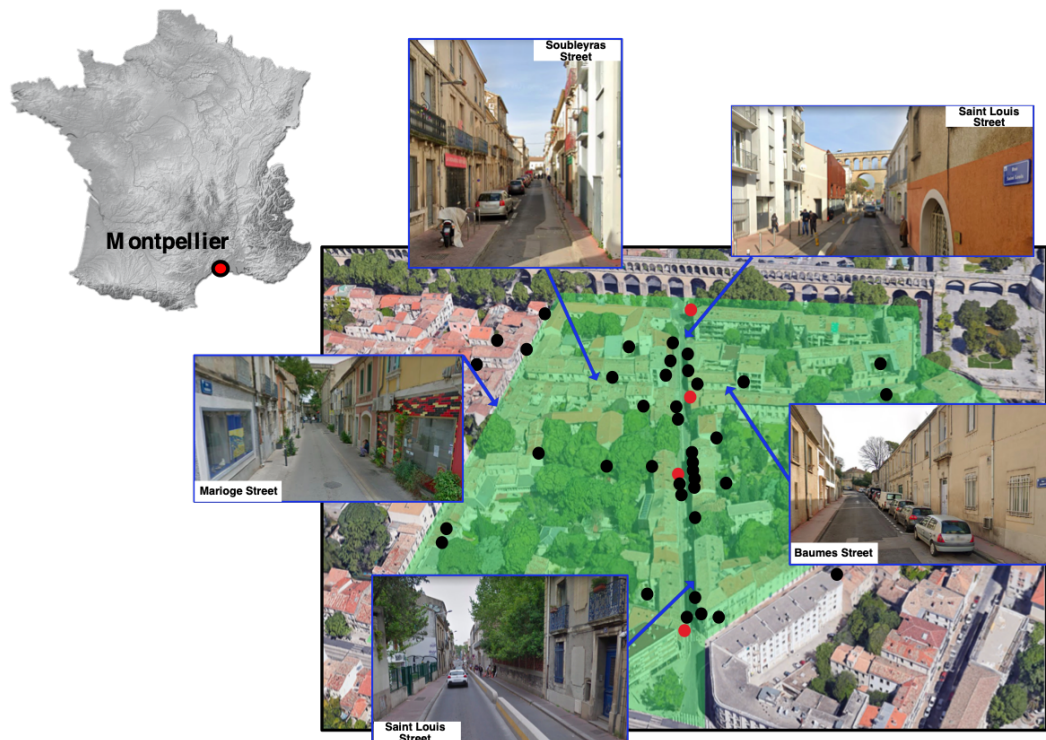 Soubleyras
Street
Saint Louis
Street
Montpellier
Marioge Street
Baumes Street
Saint Louis
Street